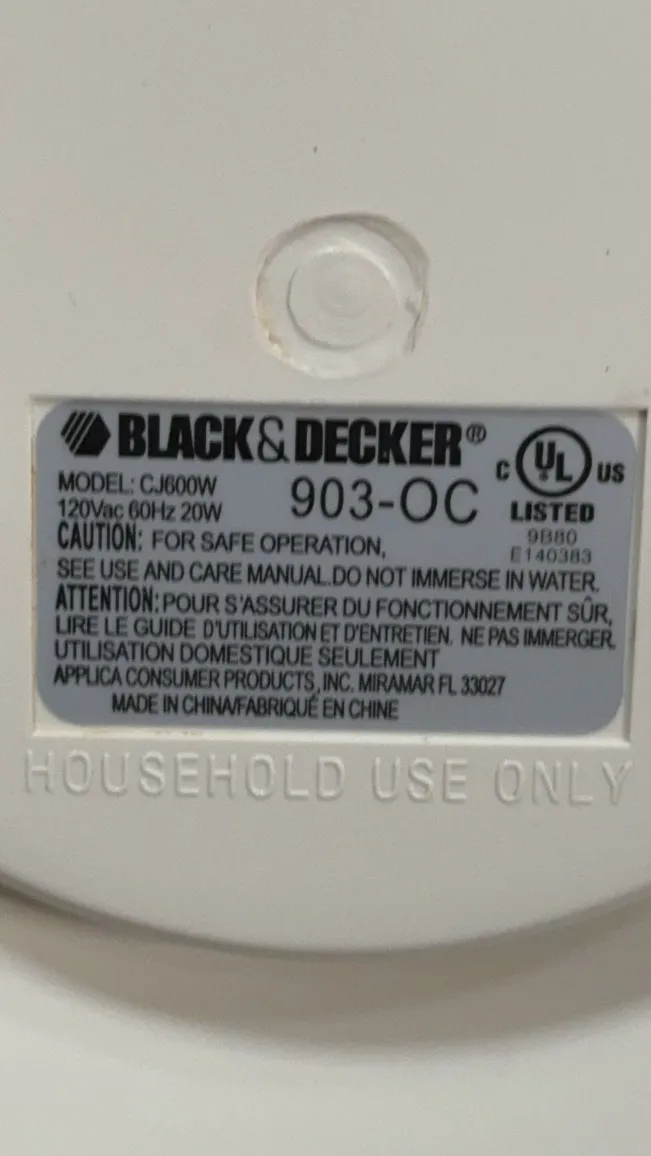 BLACK&DECKER®
MODEL: CJ600W
120Vac 60Hz 20W
903-OC
C UL US
LISTED
9B80
E140383
CAUTION: FOR SAFE OPERATION,
SEE USE AND CARE MANUAL.DO NOT IMMERSE IN WATER.
ATTENTION: POUR S'ASSURER DU FONCTIONNEMENT SÛR,
LIRE LE GUIDE D'UTILISATION ET D'ENTRETIEN. NE PAS IMMERGER.
UTILISATION DOMESTIQUE SEULEMENT
APPLICA CONSUMER PRODUCTS, INC. MIRAMAR FL 33027
MADE IN CHINA/FABRIQUÉ EN CHINE
HOUSEHOLD USE ONLY